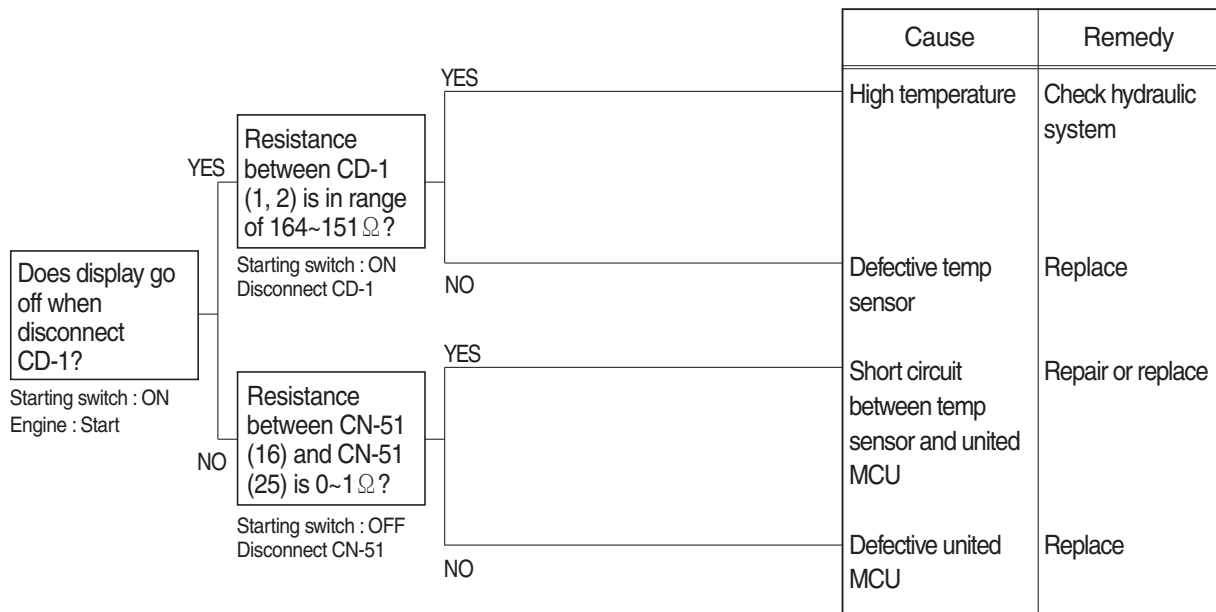 Does display go
off when
disconnect
CD-1?
Starting switch : ON
Engine : Start
YES
Resistance
between CD-1
(1, 2) is in range
of 164~151Ω?
Starting switch : ON
Disconnect CD-1
NO
Resistance
between CN-51
(16) and CN-51
(25) is 0~1Ω?
Starting switch : OFF
Disconnect CN-51
YES
NO
YES
NO
Cause
Remedy
High temperature
Check hydraulic
system
Defective temp
sensor
Replace
Short circuit
between temp
sensor and united
MCU
Repair or replace
Defective united
MCU
Replace